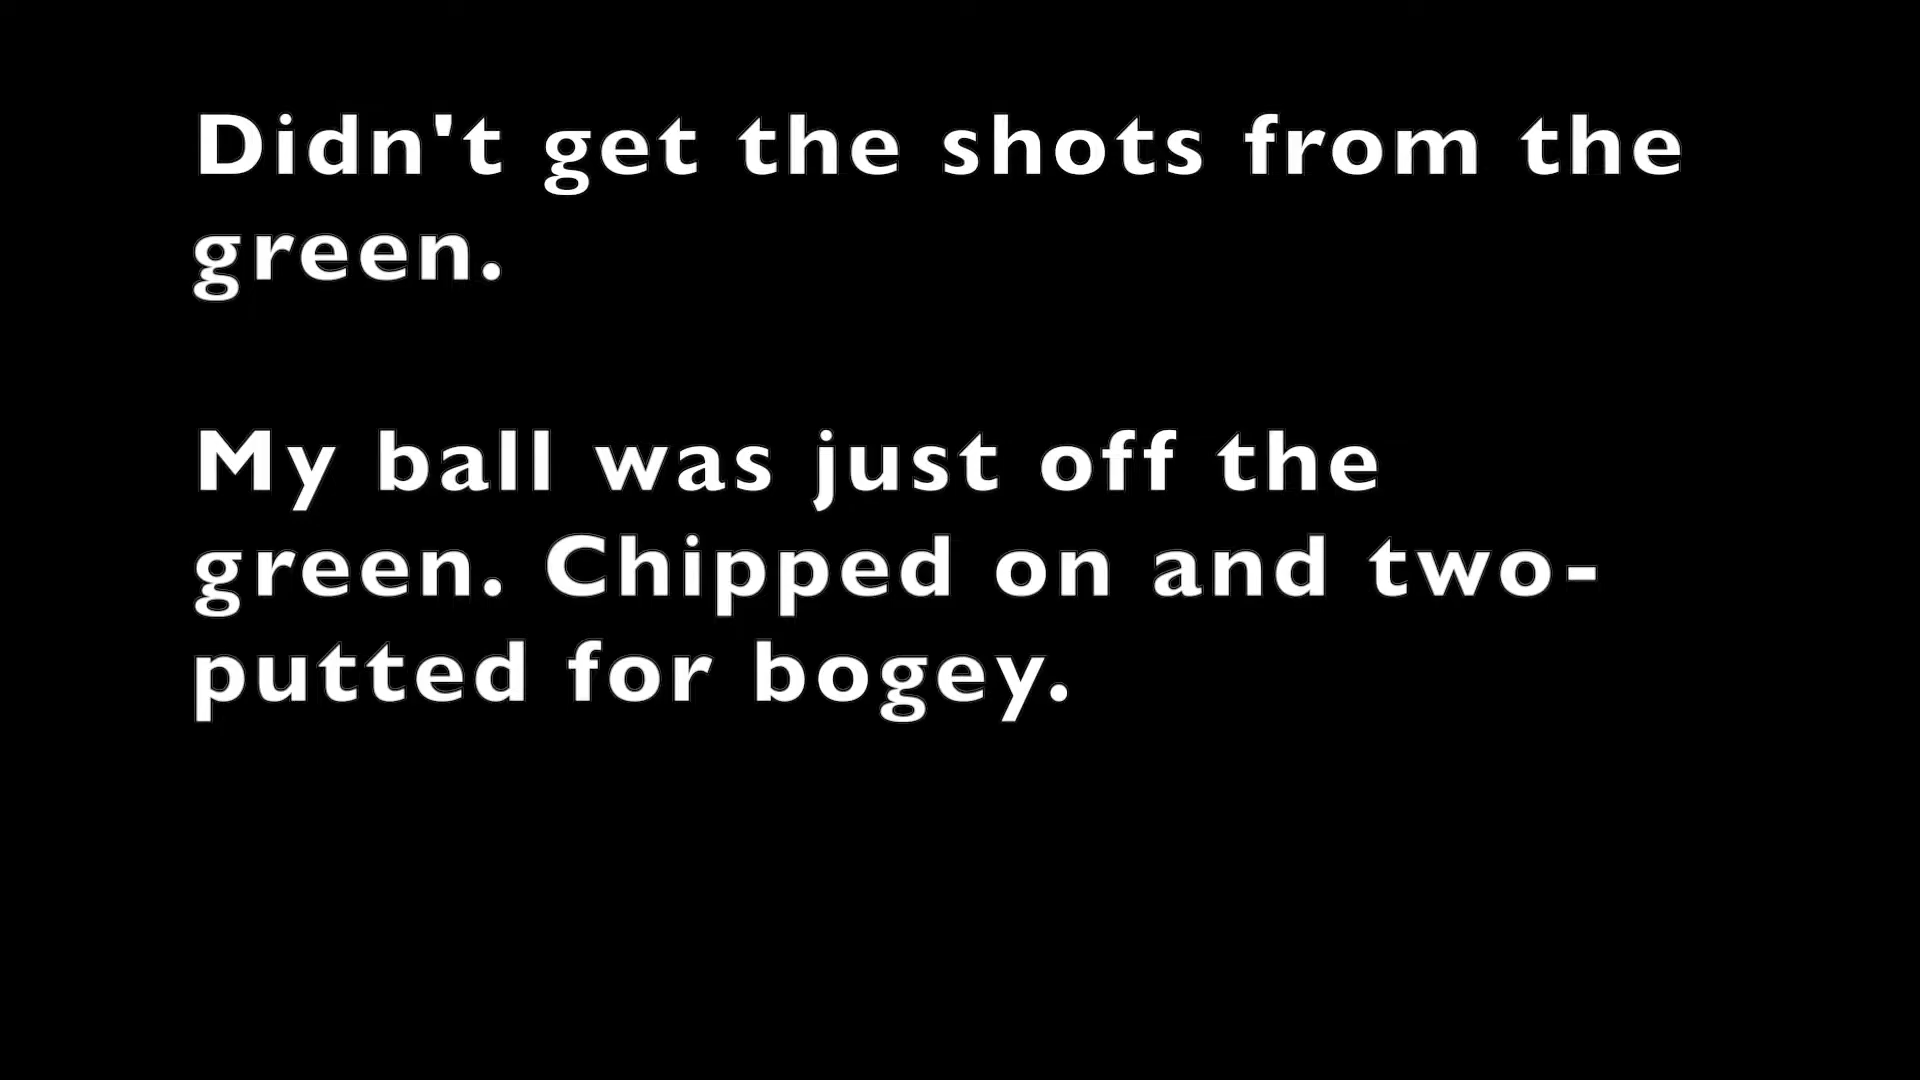 Didn't get the shots from the
green.
My ball was just off the
green. Chipped on and two-
putted for bogey.